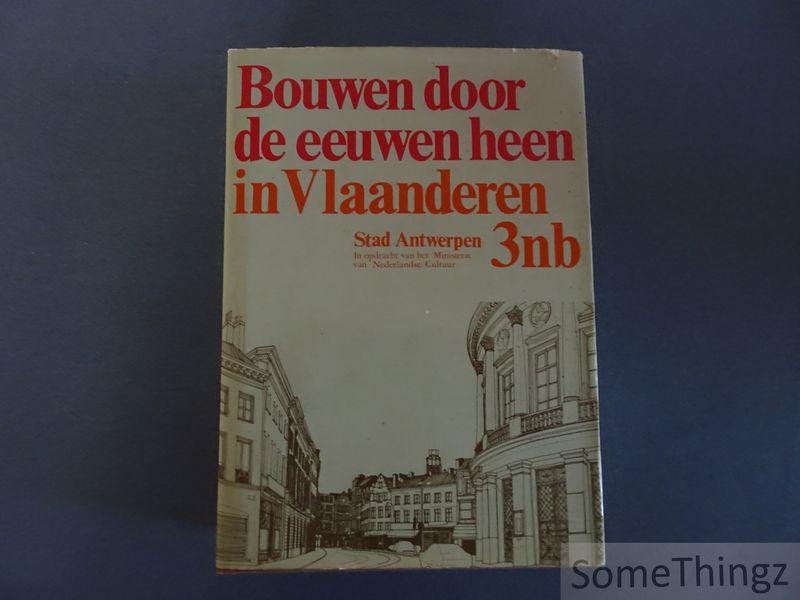 Bouwen door
de eeuwen heen
in Vlaanderen
Stad Antwerpen 3nb
In opdracht van het Ministerie
van Nederlandse Cultuur
SomeThingz